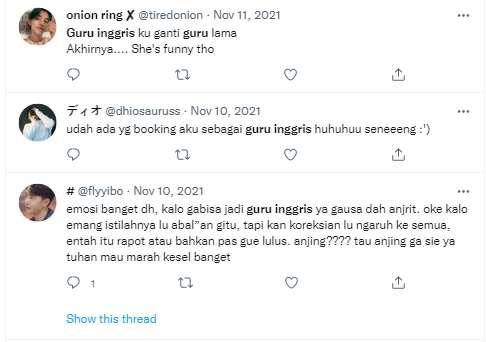 onion ring ✘ @tiredonion · Nov 11, 2021
Guru inggris ku ganti guru lama
Akhirnya.... She's funny tho
ディオ @dhiosauruss · Nov 10, 2021
udah ada yg booking aku sebagai guru inggris huhuhuu seneeeng :')
# @flyyibo · Nov 10, 2021
emosi banget dh, kalo gabisa jadi guru inggris ya gausa dah anjrit. oke kalo
emang istilahnya lu abal"an gitu, tapi kan koreksian lu ngaruh ke semua,
entah itu rapot atau bahkan pas gue lulus. anjing???? tau anjing ga sie ya
tuhan mau marah kesel banget
1
Show this thread